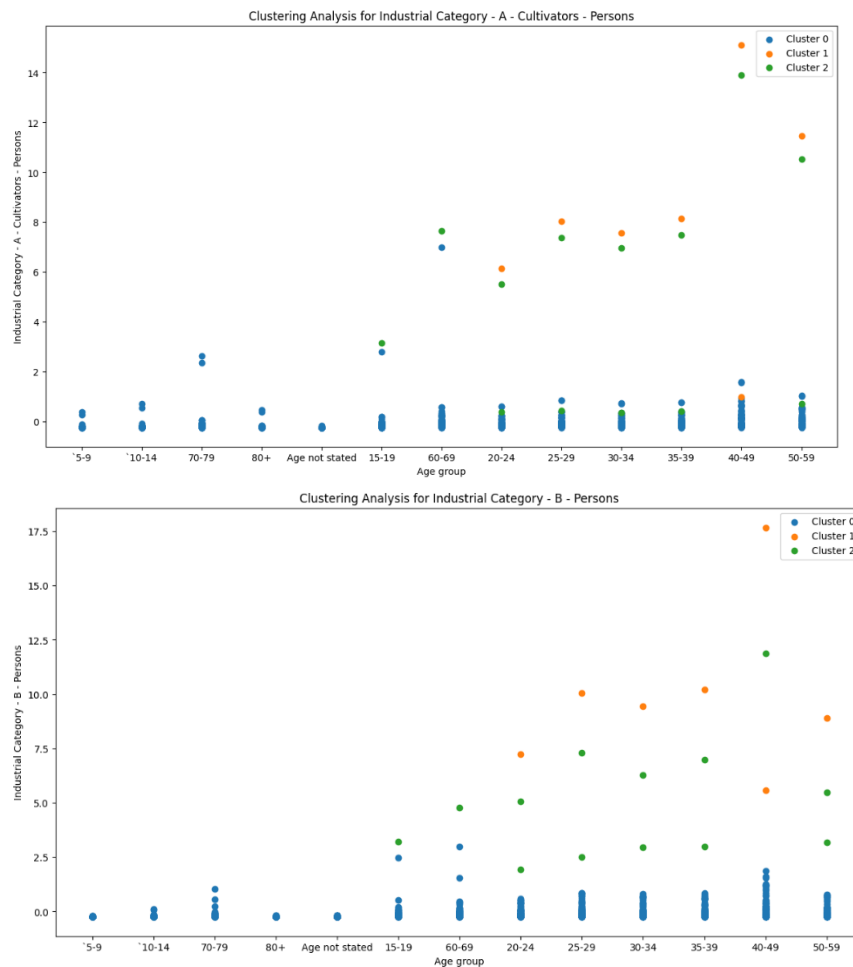 Clustering Analysis for Industrial Category - A - Cultivators - Persons
Cluster 0
Cluster 1
Cluster 2
Industrial Category - A - Cultivators - Persons
14
12
10
8
6
4
2
0
`5-9 `10-14 70-79 80+ Age not stated 15-19 60-69 20-24 25-29 30-34 35-39 40-49 50-59
Age group
Clustering Analysis for Industrial Category - B - Persons
Cluster 0
Cluster 1
Cluster 2
Industrial Category - B - Persons
17.5
15.0
12.5
10.0
7.5
5.0
2.5
0.0
`5-9 `10-14 70-79 80+ Age not stated 15-19 60-69 20-24 25-29 30-34 35-39 40-49 50-59
Age group